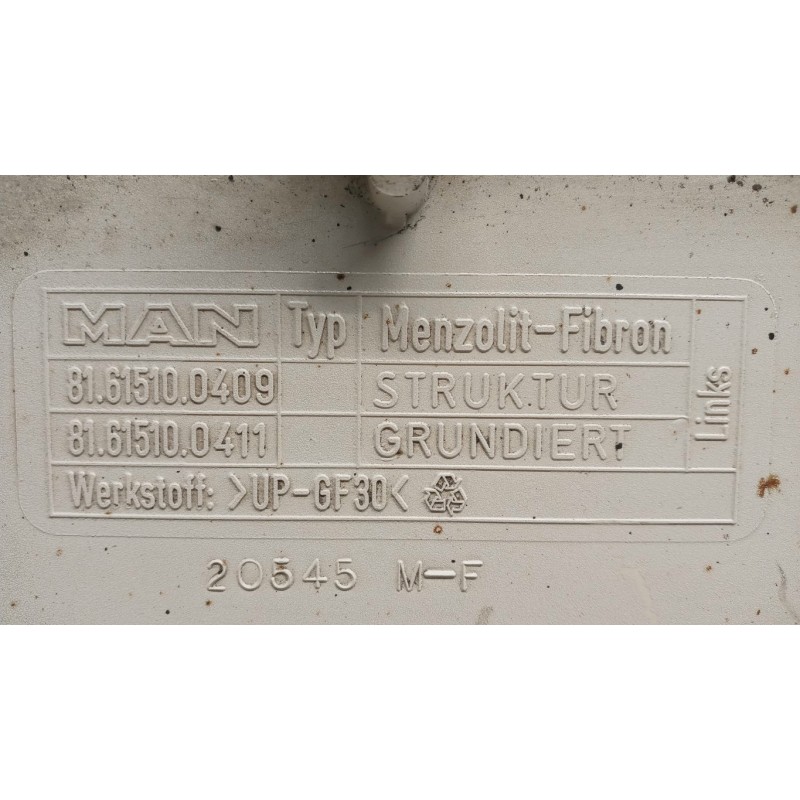 MAN Typ Menzolit-Fibron
81.61510.0409 STRUKTUR
81.61510.0411 GRUNDIERT
Links
Werkstoff: >UP-GF30<
20545 M-F